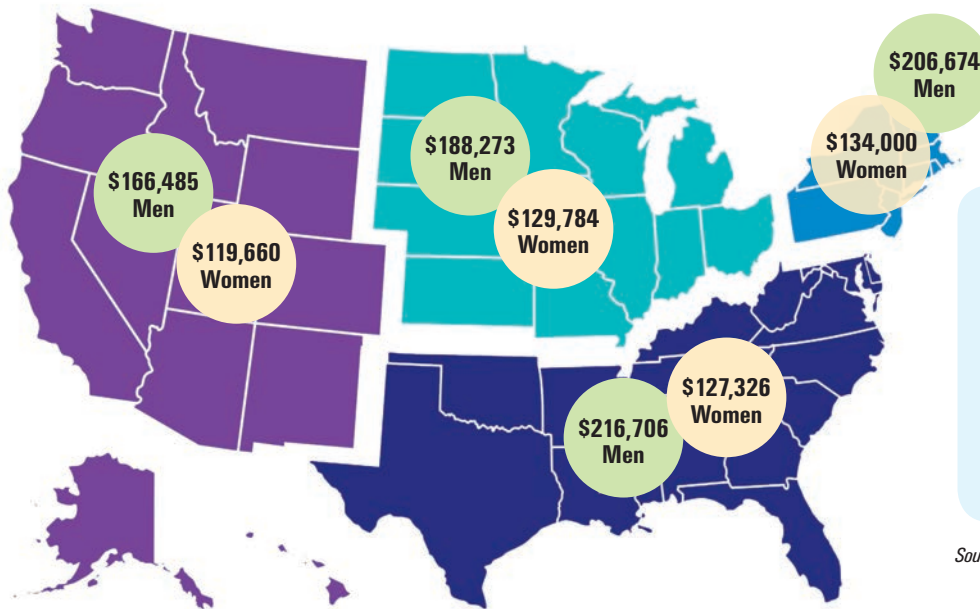 $206,674
Men
$134,000
Women
$188,273
Men
$129,784
Women
$166,485
Men
$119,660
Women
$127,326
Women
$216,706
Men